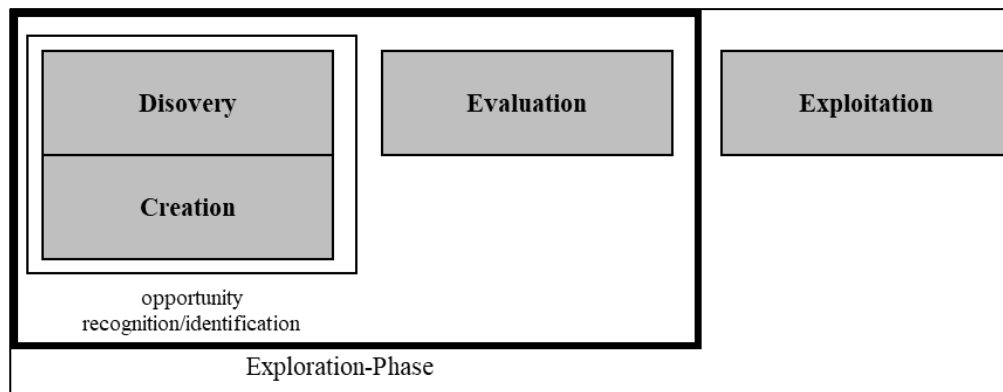 Disovery
Evaluation
Exploitation
Creation
opportunity
recognition/identification
Exploration-Phase